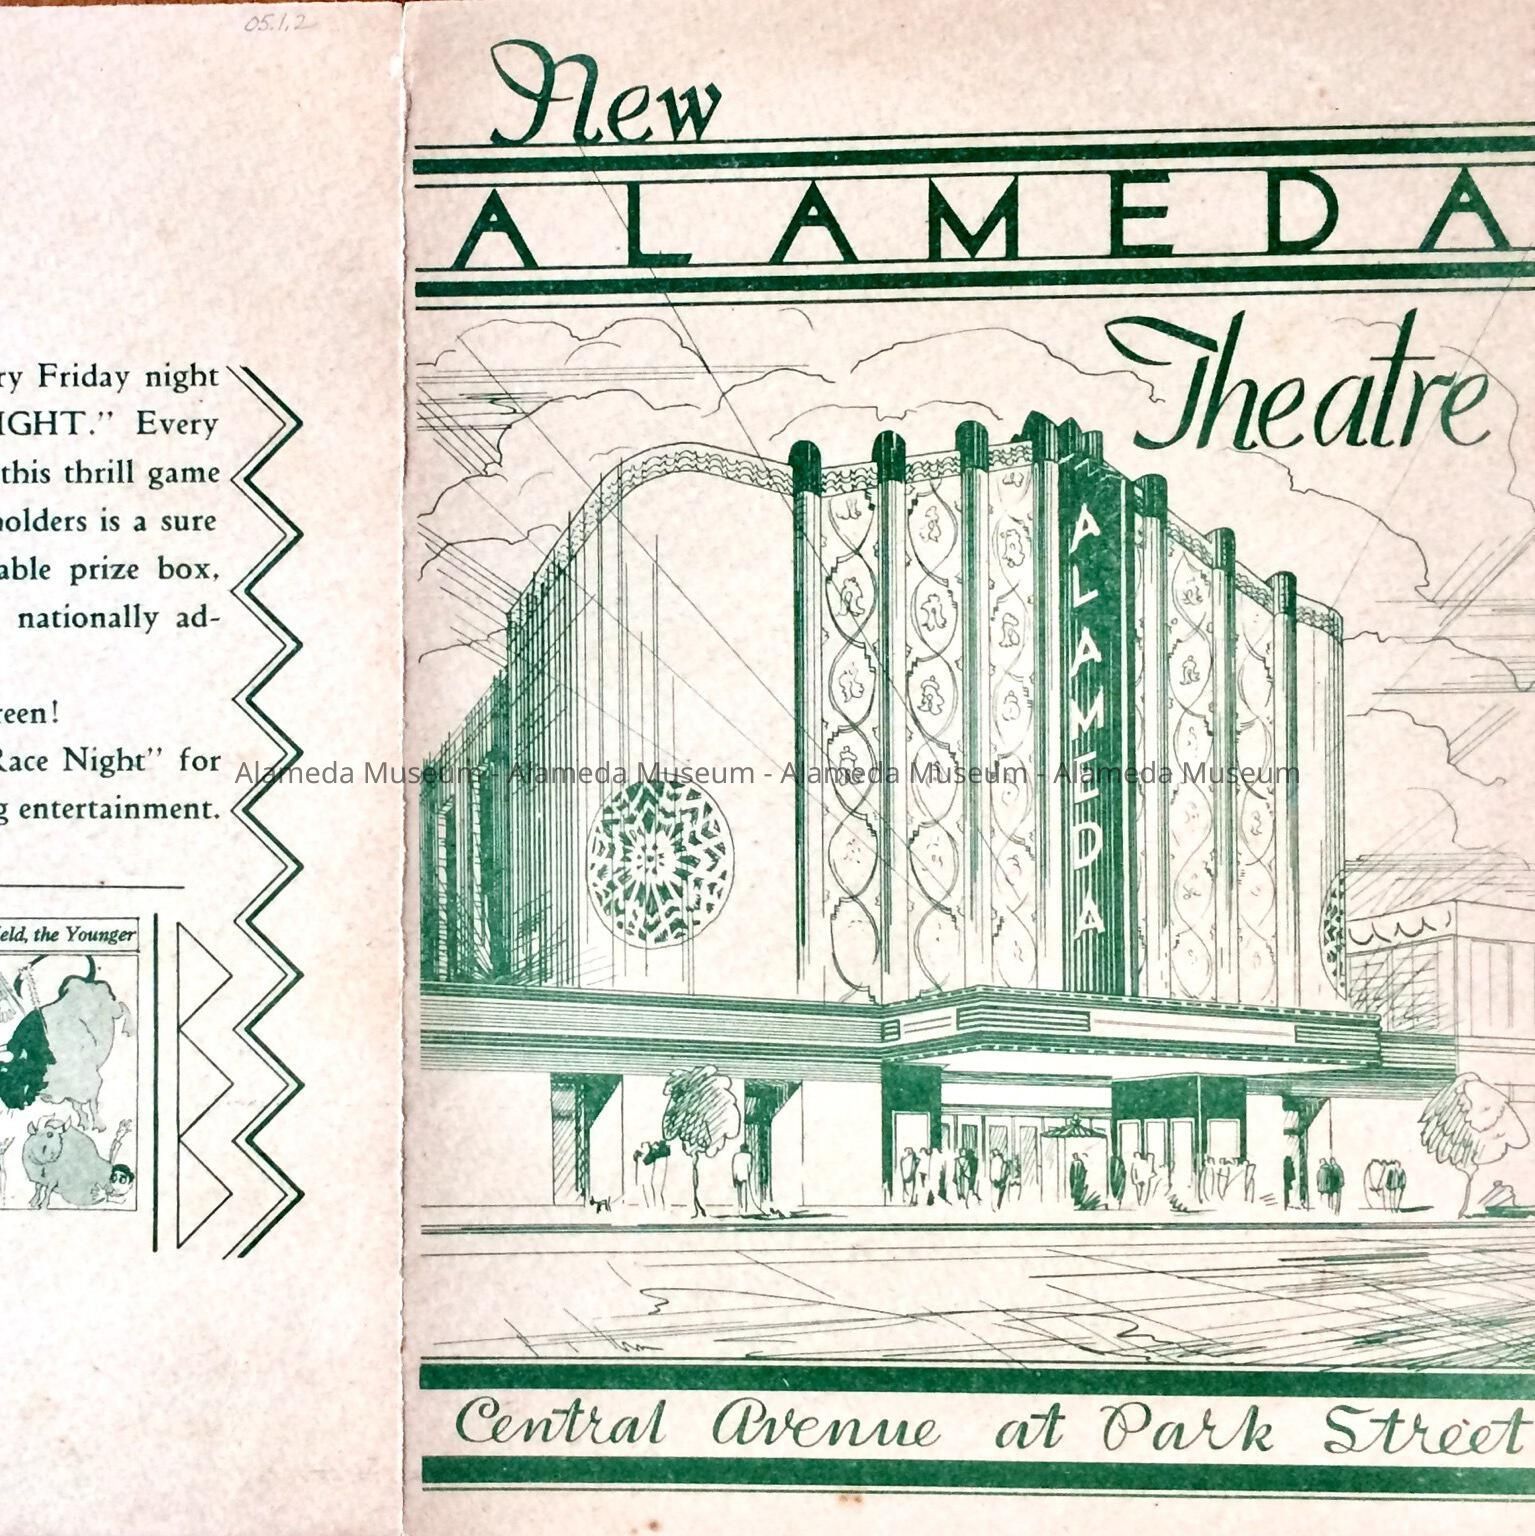 05.1.2
ry Friday night
IGHT." Every
this thrill game
holders is a sure
able prize box,
nationally ad-
reen!
Race Night" for
g entertainment.
eld, the Younger
New
ALAMEDA
Theatre
ALAMEDA
Alameda Museum - Alameda Museum - Alameda Museum - Alameda Museum
Central Avenue at Park Street